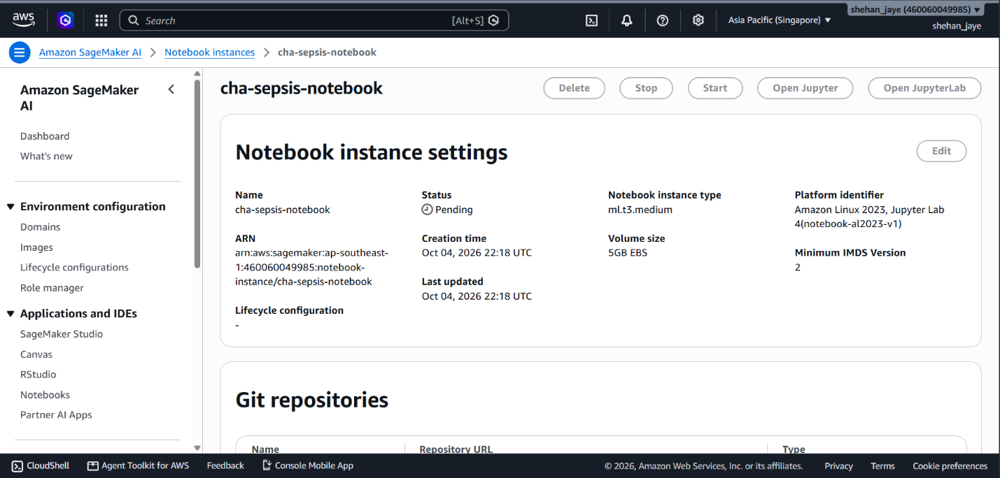 aws
Search
[Alt+S]
Asia Pacific (Singapore)
shehan_jaye (460060049985)
shehan_jaye
Amazon SageMaker AI
Notebook instances
cha-sepsis-notebook
Amazon SageMaker
AI
Dashboard
What's new
Environment configuration
Domains
Images
Lifecycle configurations
Role manager
Applications and IDEs
SageMaker Studio
Canvas
RStudio
Notebooks
Partner AI Apps
cha-sepsis-notebook
Delete
Stop
Start
Open Jupyter
Open JupyterLab
Notebook instance settings
Edit
Name
cha-sepsis-notebook
ARN
arn:aws:sagemaker:ap-southeast-
1:460060049985:notebook-
instance/cha-sepsis-notebook
Lifecycle configuration
-
Status
Pending
Creation time
Oct 04, 2026 22:18 UTC
Last updated
Oct 04, 2026 22:18 UTC
Notebook instance type
ml.t3.medium
Volume size
5GB EBS
Platform identifier
Amazon Linux 2023, Jupyter Lab
4(notebook-al2023-v1)
Minimum IMDS Version
2
Git repositories
Name
Repository URL
Type
CloudShell
Agent Toolkit for AWS
Feedback
Console Mobile App
© 2026, Amazon Web Services, Inc. or its affiliates.
Privacy
Terms
Cookie preferences